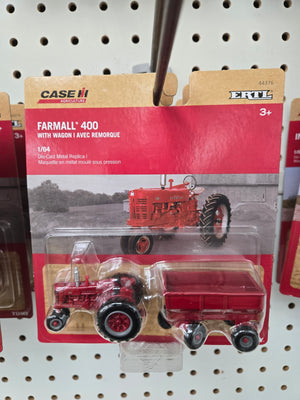 CASE IH
AGRICULTURE
ERTL
44376
3+
FARMALL® 400
WITH WAGON | AVEC REMORQUE
1/64
Die-Cast Metal Replica |
Maquette en métal moulé sous pression